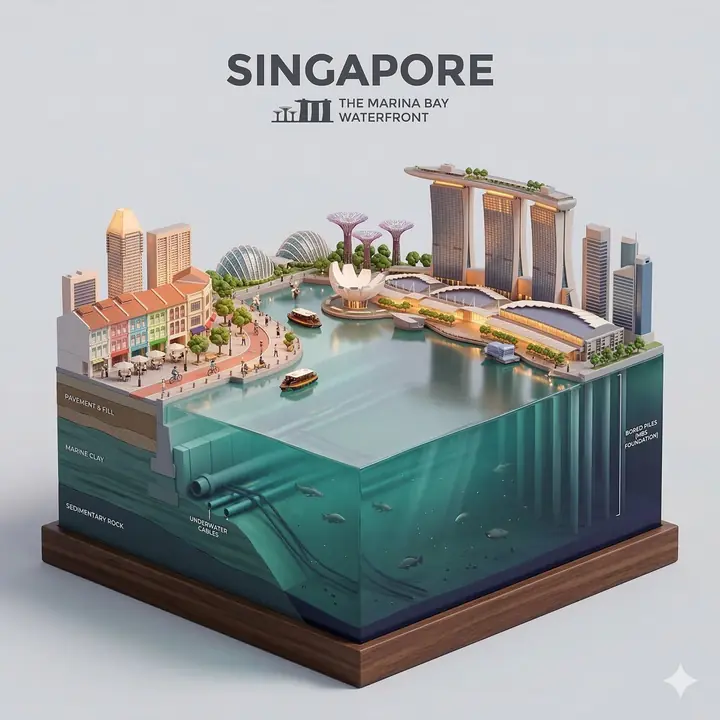 SINGAPORE
THE MARINA BAY
WATERFRONT
PAVEMENT & FILL
MARINE CLAY
SEDIMENTARY ROCK
UNDERWATER
CABLES
BORED PILES
(MBS
FOUNDATION)